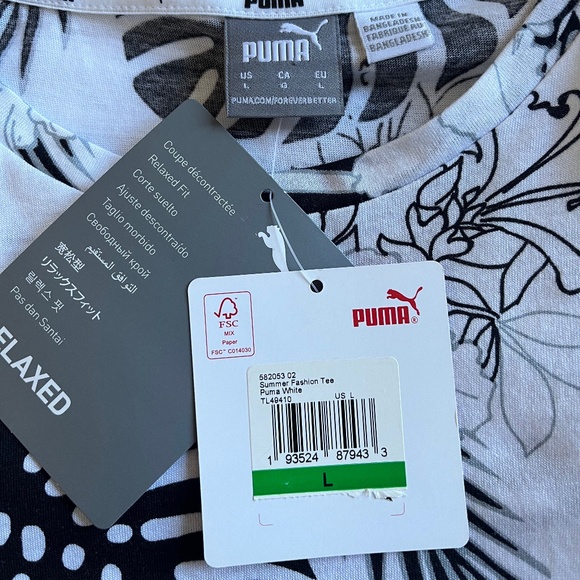 PUMA
PUMA
US CA EU
L G L
PUMA.COM/FOREVERBETTER
MADE IN
BANGLADESH
FABRIQUÉ AU
BANGLADESH
Coupe décontractée
Relaxed Fit
Corte suelto
Ajuste descontraído
Taglio morbido
Свободный крой
التوافق المستقيم
宽松型
リラックスフィット
릴렉스 핏
Pas dan Santai
ELAXED
FSC
MIX
Paper
FSC™ C014030
PUMA®
582053 02
Summer Fashion Tee
Puma White
TL49410 US L
1 93524 87943 3
L